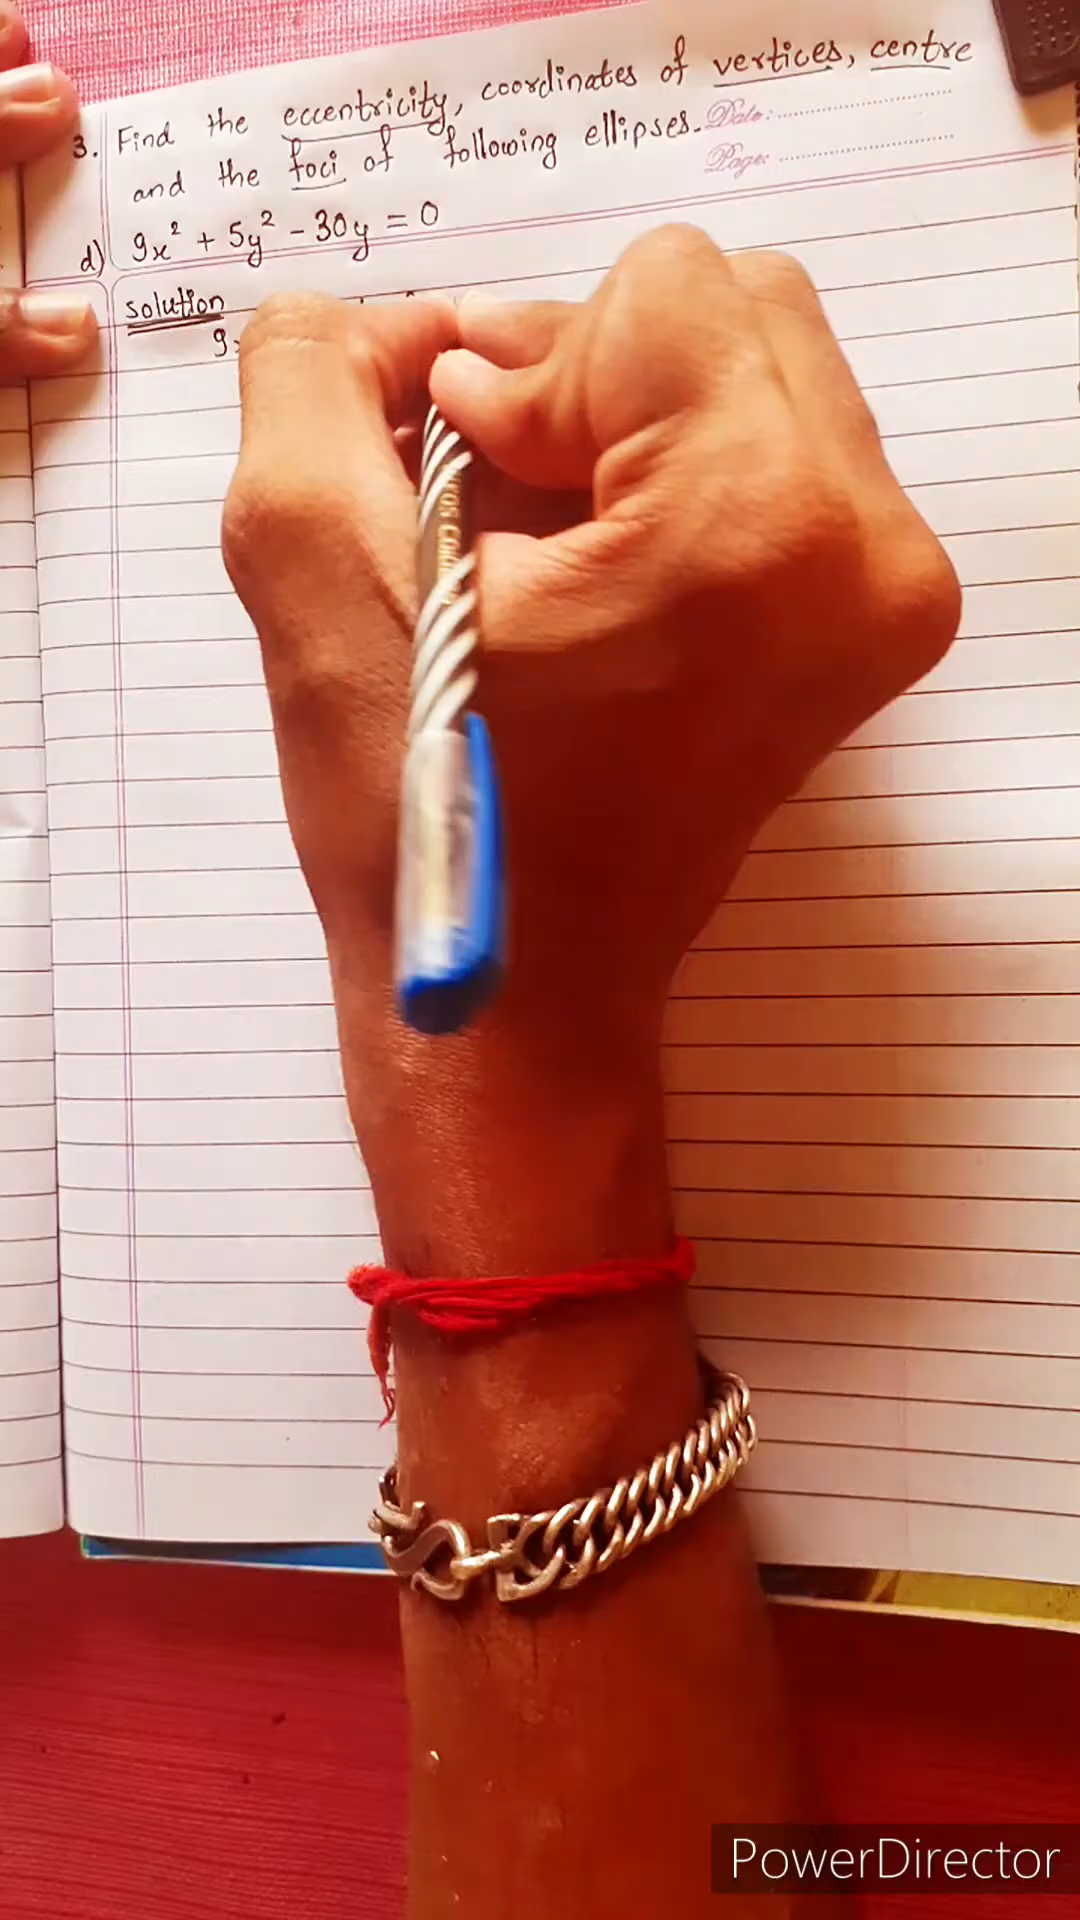 3. Find the eccentricity, coordinates of vertices, centre
and the foci of following ellipses.
Date:
Page:
d) 9x² + 5y² - 30y = 0
solution
9x
PowerDirector